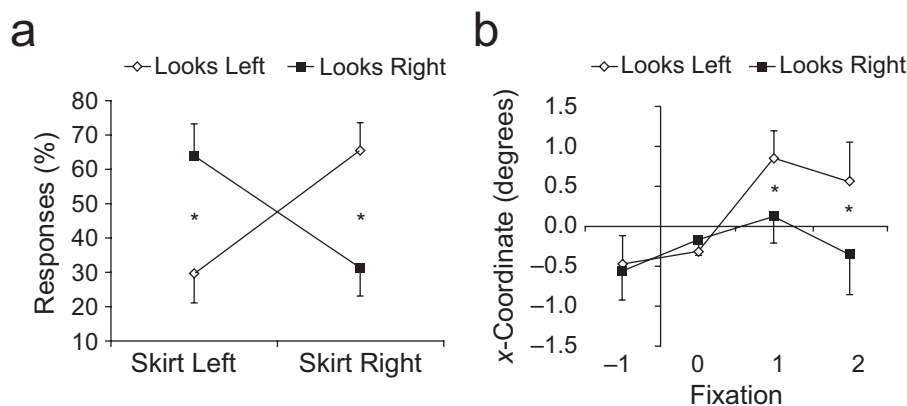 a
Looks Left Looks Right
Responses (%)
80
70
60
50
40
30
20
10
* *
Skirt Left Skirt Right
b
Looks Left Looks Right
x-Coordinate (degrees)
1.5
1.0
0.5
0.0
–0.5
–1.0
–1.5
* *
–1 0 1 2
Fixation